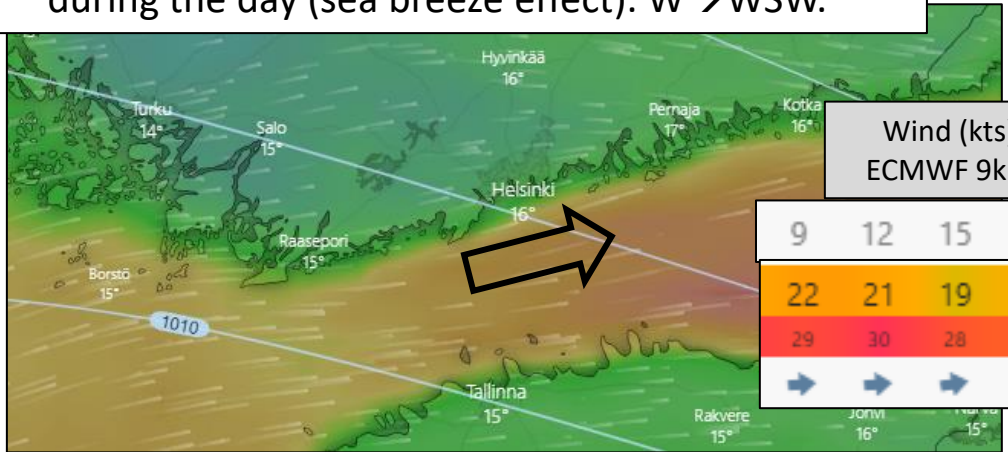 during the day (sea breeze effect). W→WSW.
Hyvinkää
16°
Turku
14°
Salo
15°
Pernaja
17°
Kotka
16°
Wind (kts
ECMWF 9k
Helsinki
16°
Raasepori
15°
Borstö
15°
1010
9 12 15
22 21 19
29 30 28
Tallinna
15°
Rakvere
15°
Jõhvi
16°
Narva
15°